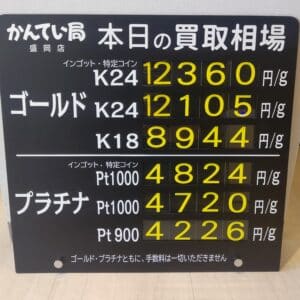 かんてい局 本日の買取相場
盛岡店
インゴット・特定コイン
K24 12360 円/g
ゴールド K24 12105 円/g
K18 8944 円/g
インゴット・特定コイン
Pt1000 4824 円/g
プラチナ Pt1000 4720 円/g
Pt900 4226 円/g
ゴールド・プラチナともに、手数料は一切いただきません